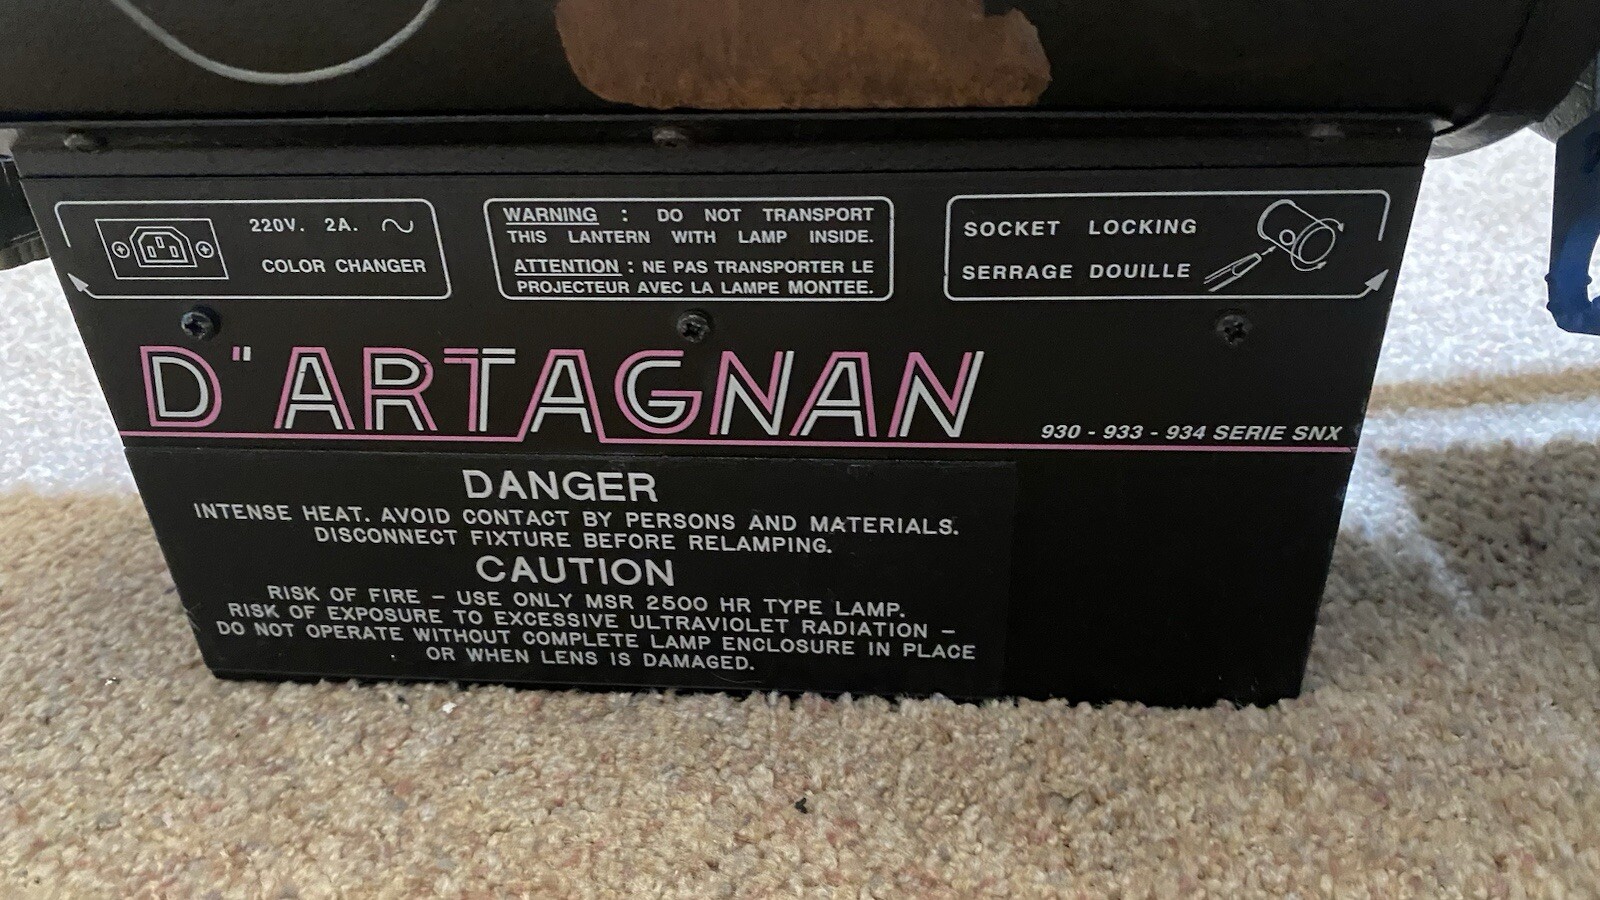 220V. 2A. ∿
COLOR CHANGER
WARNING : DO NOT TRANSPORT
THIS LANTERN WITH LAMP INSIDE.
ATTENTION : NE PAS TRANSPORTER LE
PROJECTEUR AVEC LA LAMPE MONTEE.
SOCKET LOCKING
SERRAGE DOUILLE
D'ARTAGNAN
930 - 933 - 934 SERIE SNX
DANGER
INTENSE HEAT. AVOID CONTACT BY PERSONS AND MATERIALS.
DISCONNECT FIXTURE BEFORE RELAMPING.
CAUTION
RISK OF FIRE – USE ONLY MSR 2500 HR TYPE LAMP.
RISK OF EXPOSURE TO EXCESSIVE ULTRAVIOLET RADIATION –
DO NOT OPERATE WITHOUT COMPLETE LAMP ENCLOSURE IN PLACE
OR WHEN LENS IS DAMAGED.